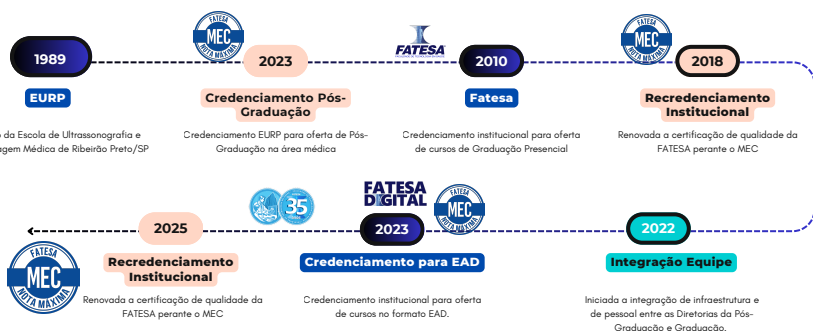 1989
EURP
da Escola de Ultrassonografia e
agem Médica de Ribeirão Preto/SP
FATESA
MEC
NOTA MÁXIMA
2023
Credenciamento Pós-
Graduação
Credenciamento EURP para oferta de Pós-
Graduação na área médica
FATESA
2010
Fatesa
Credenciamento institucional para oferta
de cursos de Graduação Presencial
FATESA
MEC
NOTA MÁXIMA
2018
Recredenciamento
Institucional
Renovada a certificação de qualidade da
FATESA perante o MEC
FATESA
MEC
NOTA MÁXIMA
2025
Recredenciamento
Institucional
Renovada a certificação de qualidade da
FATESA perante o MEC
35
FATESA
DIGITAL
FATESA
MEC
NOTA MÁXIMA
2023
Credenciamento para EAD
Credenciamento institucional para oferta
de cursos no formato EAD.
2022
Integração Equipe
Iniciada a integração de infraestrutura e
de pessoal entre as Diretorias da Pós-
Graduação e Graduação.